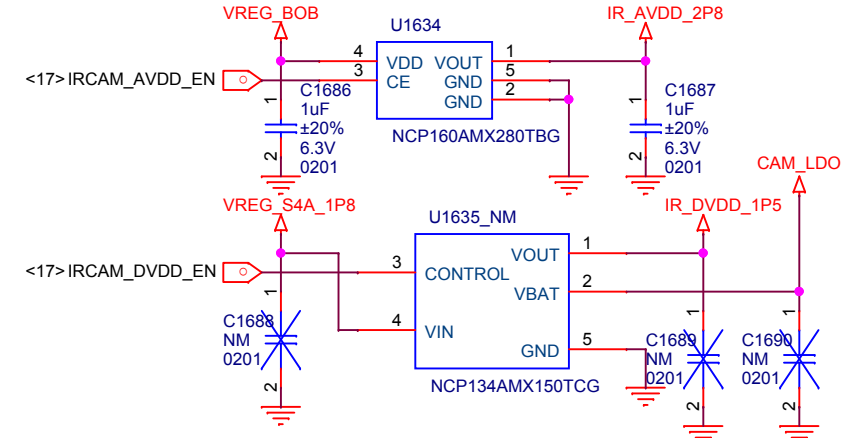 VREG_BOB
IR_AVDD_2P8
U1634
4
VDD
VOUT
1
<17>IRCAM_AVDD_EN
3
CE
GND
5
GND
2
1
C1686
1uF
±20%
6.3V
0201
2
NCP160AMX280TBG
1
C1687
1uF
±20%
6.3V
0201
2
CAM_LDO
VREG_S4A_1P8
U1635_NM
IR_DVDD_1P5
VOUT
1
<17>IRCAM_DVDD_EN
3
CONTROL
VBAT
2
1
C1688
NM
0201
2
4
VIN
GND
5
NCP134AMX150TCG
1
C1689
NM
0201
2
1
C1690
NM
0201
2